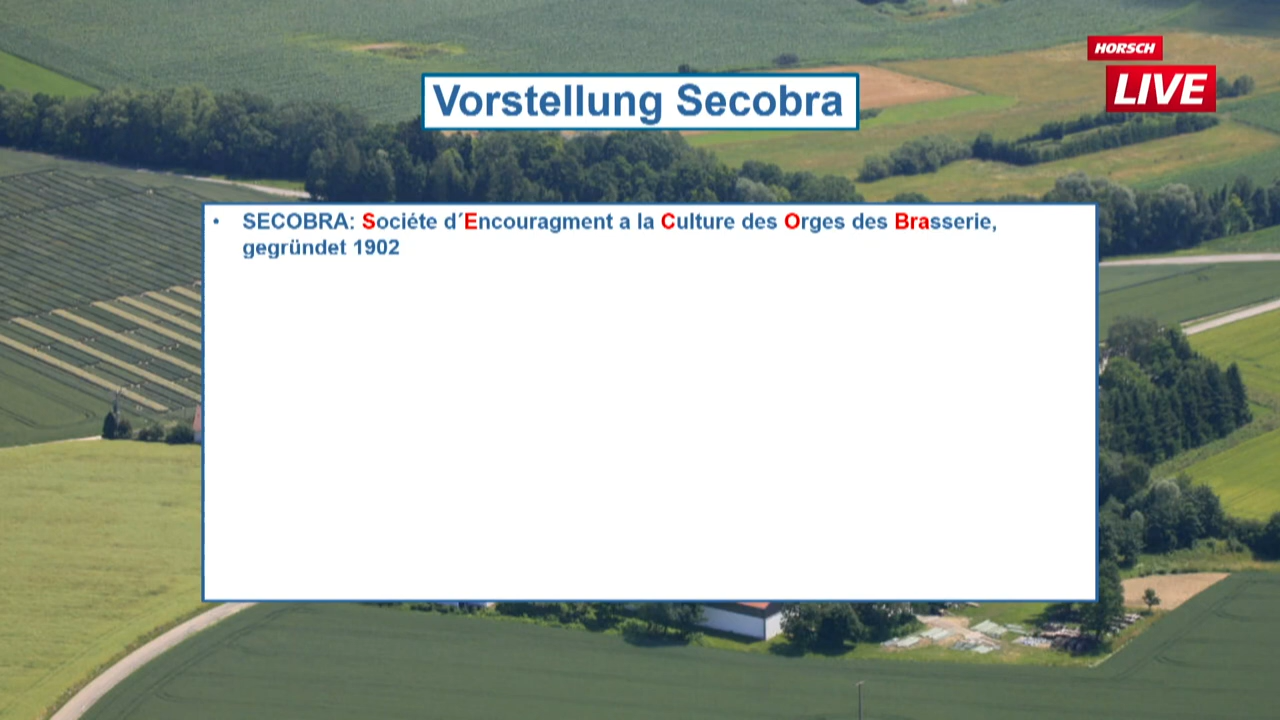 HORSCH
LIVE
Vorstellung Secobra
• SECOBRA: Sociéte d´Encouragment a la Culture des Orges des Brasserie,
gegründet 1902